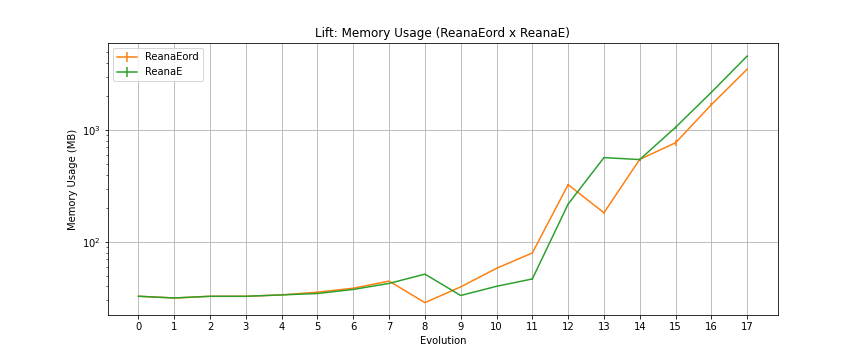 Lift: Memory Usage (ReanaEord x ReanaE)
ReanaEord
ReanaE
Memory Usage (MB)
10³
10²
0 1 2 3 4 5 6 7 8 9 10 11 12 13 14 15 16 17
Evolution